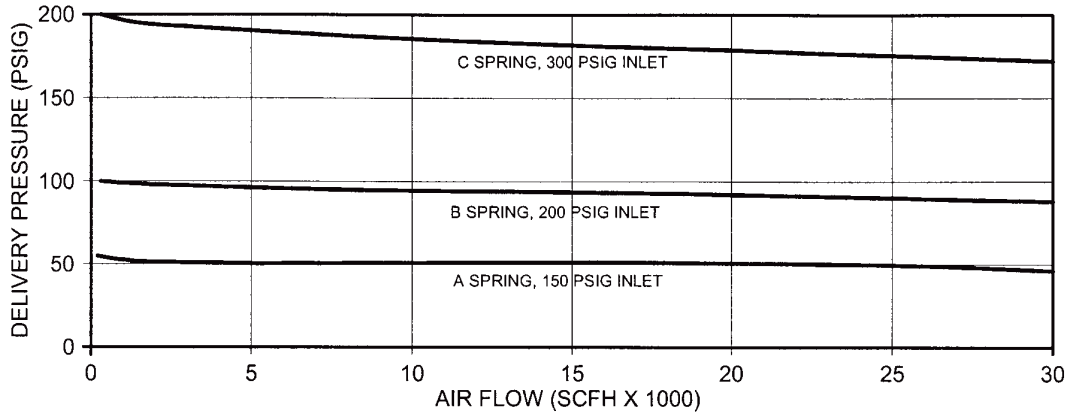 DELIVERY PRESSURE (PSIG)
200
150
100
50
0
C SPRING, 300 PSIG INLET
B SPRING, 200 PSIG INLET
A SPRING, 150 PSIG INLET
0 5 10 15 20 25 30
AIR FLOW (SCFH X 1000)